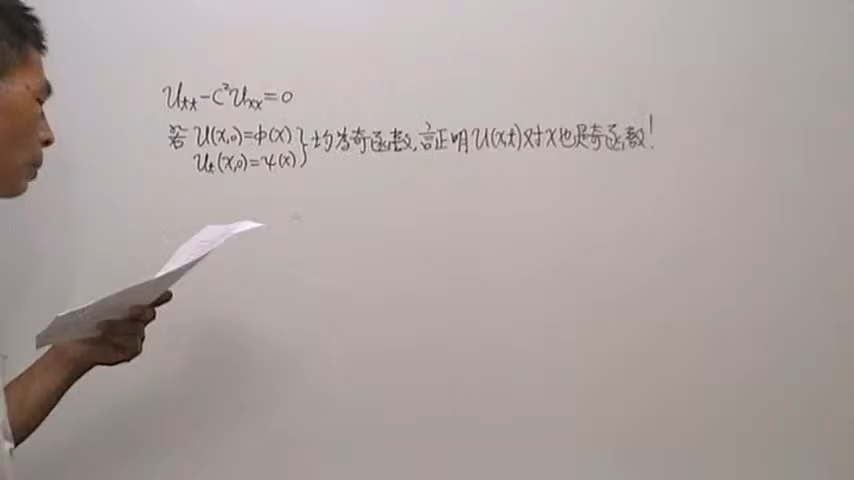 U_tt-C²U_xx=0
若 U(x,0)=φ(x)
U_t(x,0)=ψ(x) } 均为奇函数, 证明 U(x,t) 对 x 也是奇函数!